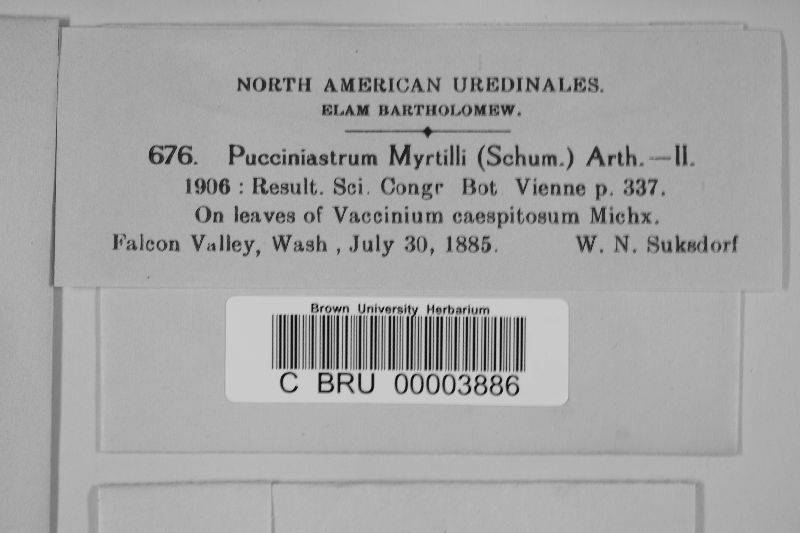 NORTH AMERICAN UREDINALES.
ELAM BARTHOLOMEW.
676. Pucciniastrum Myrtilli (Schum.) Arth.—II.
1906 : Result. Sci. Congr Bot Vienne p. 337.
On leaves of Vaccinium caespitosum Michx.
Falcon Valley, Wash , July 30, 1885. W. N. Suksdorf
Brown University Herbarium
C BRU 00003886